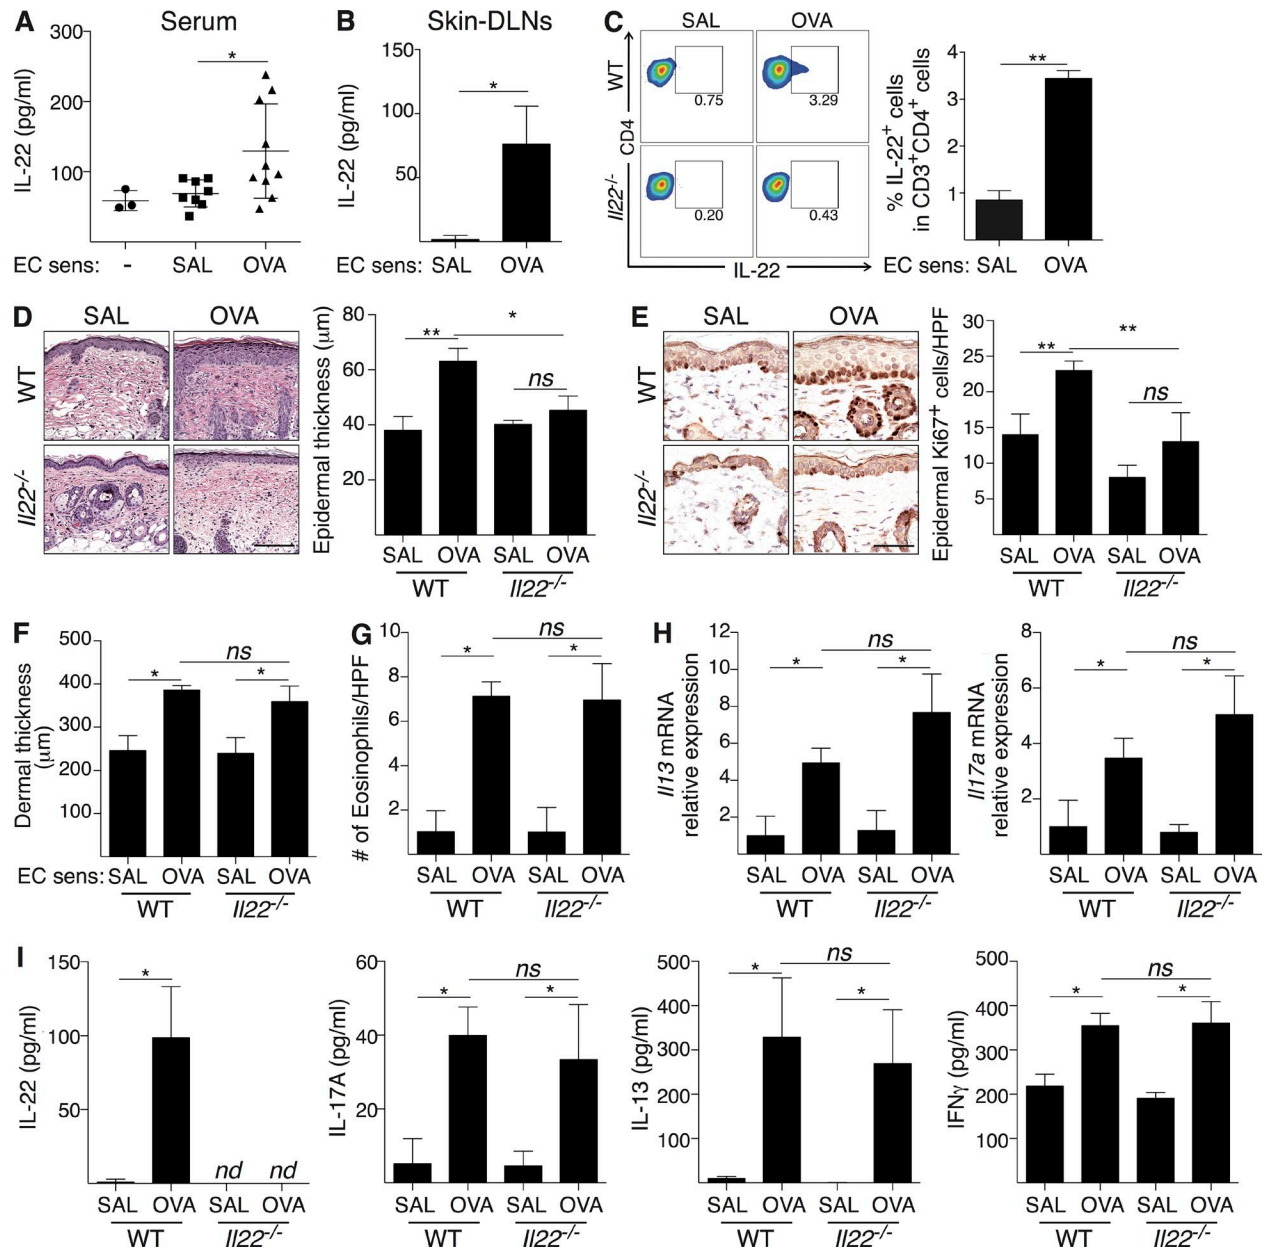 A Serum
IL-22 (pg/ml)
300
200
100
*
EC sens: - SAL OVA
B Skin-DLNs
IL-22 (pg/ml)
150
100
50
*
EC sens: SAL OVA
C SAL OVA
WT
Il22-/-
CD4
0.75 3.29
0.20 0.43
IL-22
% IL-22+ cells
in CD3+CD4+ cells
4
3
2
1
**
EC sens: SAL OVA
D SAL OVA
WT
Il22-/-
Epidermal thickness (μm)
80
60
40
20
** * ns
SAL OVA SAL OVA
WT Il22-/-
E SAL OVA
WT
Il22-/-
Epidermal Ki67+ cells/HPF
30
25
20
15
10
5
** ** ns
SAL OVA SAL OVA
WT Il22-/-
F
Dermal thickness
(μm)
500
400
300
200
100
ns
* *
EC sens: SAL OVA SAL OVA
WT Il22-/-
G
# of Eosinophils/HPF
10
8
6
4
2
ns
* *
SAL OVA SAL OVA
WT Il22-/-
H
Il13 mRNA
relative expression
12
10
8
6
4
2
ns
* *
SAL OVA SAL OVA
WT Il22-/-
Il17a mRNA
relative expression
8
6
4
2
ns
* *
SAL OVA SAL OVA
WT Il22-/-
I
IL-22 (pg/ml)
150
100
50
*
nd nd
SAL OVA SAL OVA
WT Il22-/-
IL-17A (pg/ml)
60
40
20
ns
* *
SAL OVA SAL OVA
WT Il22-/-
IL-13 (pg/ml)
500
400
300
200
100
ns
* *
SAL OVA SAL OVA
WT Il22-/-
IFNγ (pg/ml)
500
400
300
200
100
ns
* *
SAL OVA SAL OVA
WT Il22-/-